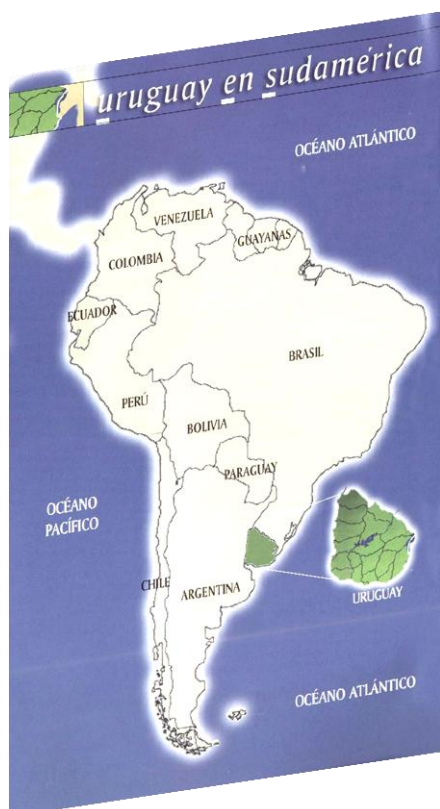 uruguay en sudamérica
OCÉANO ATLÁNTICO
VENEZUELA
GUAYANAS
COLOMBIA
ECUADOR
BRASIL
PERÚ
BOLIVIA
PARAGUAY
OCÉANO
PACÍFICO
CHILE
ARGENTINA
URUGUAY
OCÉANO ATLÁNTICO